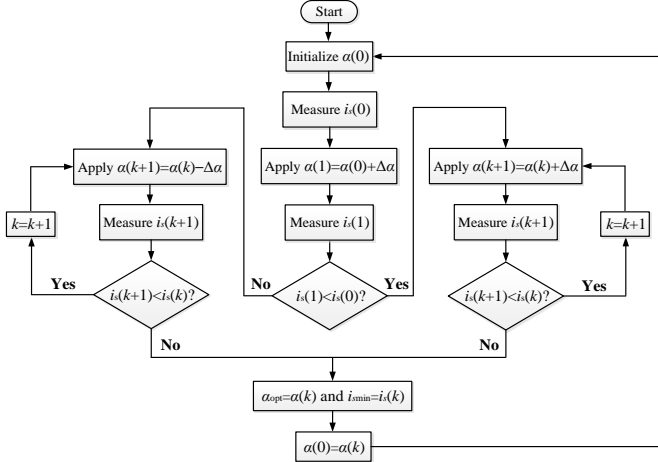 Start
Initialize α(0)
Measure iₛ(0)
Apply α(k+1)=α(k)−Δα
Apply α(1)=α(0)+Δα
Apply α(k+1)=α(k)+Δα
k=k+1
Measure iₛ(k+1)
Measure iₛ(1)
Measure iₛ(k+1)
k=k+1
Yes
iₛ(k+1)<iₛ(k)?
No
iₛ(1)<iₛ(0)?
Yes
iₛ(k+1)<iₛ(k)?
Yes
No
No
αopt=α(k) and ismin=iₛ(k)
α(0)=α(k)